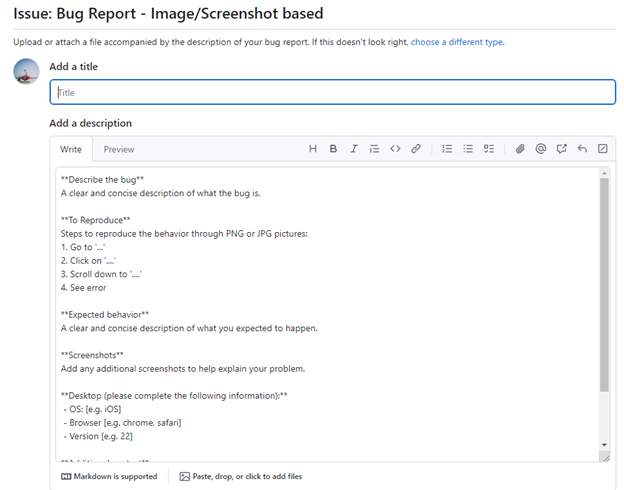 Issue: Bug Report - Image/Screenshot based
Upload or attach a file accompanied by the description of your bug report. If this doesn't look right, choose a different type.
Add a title
Title
Add a description
Write Preview
**Describe the bug**
A clear and concise description of what the bug is.
**To Reproduce**
Steps to reproduce the behavior through PNG or JPG pictures:
1. Go to '...'
2. Click on '....'
3. Scroll down to '....'
4. See error
**Expected behavior**
A clear and concise description of what you expected to happen.
**Screenshots**
Add any additional screenshots to help explain your problem.
**Desktop (please complete the following information):**
- OS: [e.g. iOS]
- Browser [e.g. chrome, safari]
- Version [e.g. 22]
Markdown is supported
Paste, drop, or click to add files